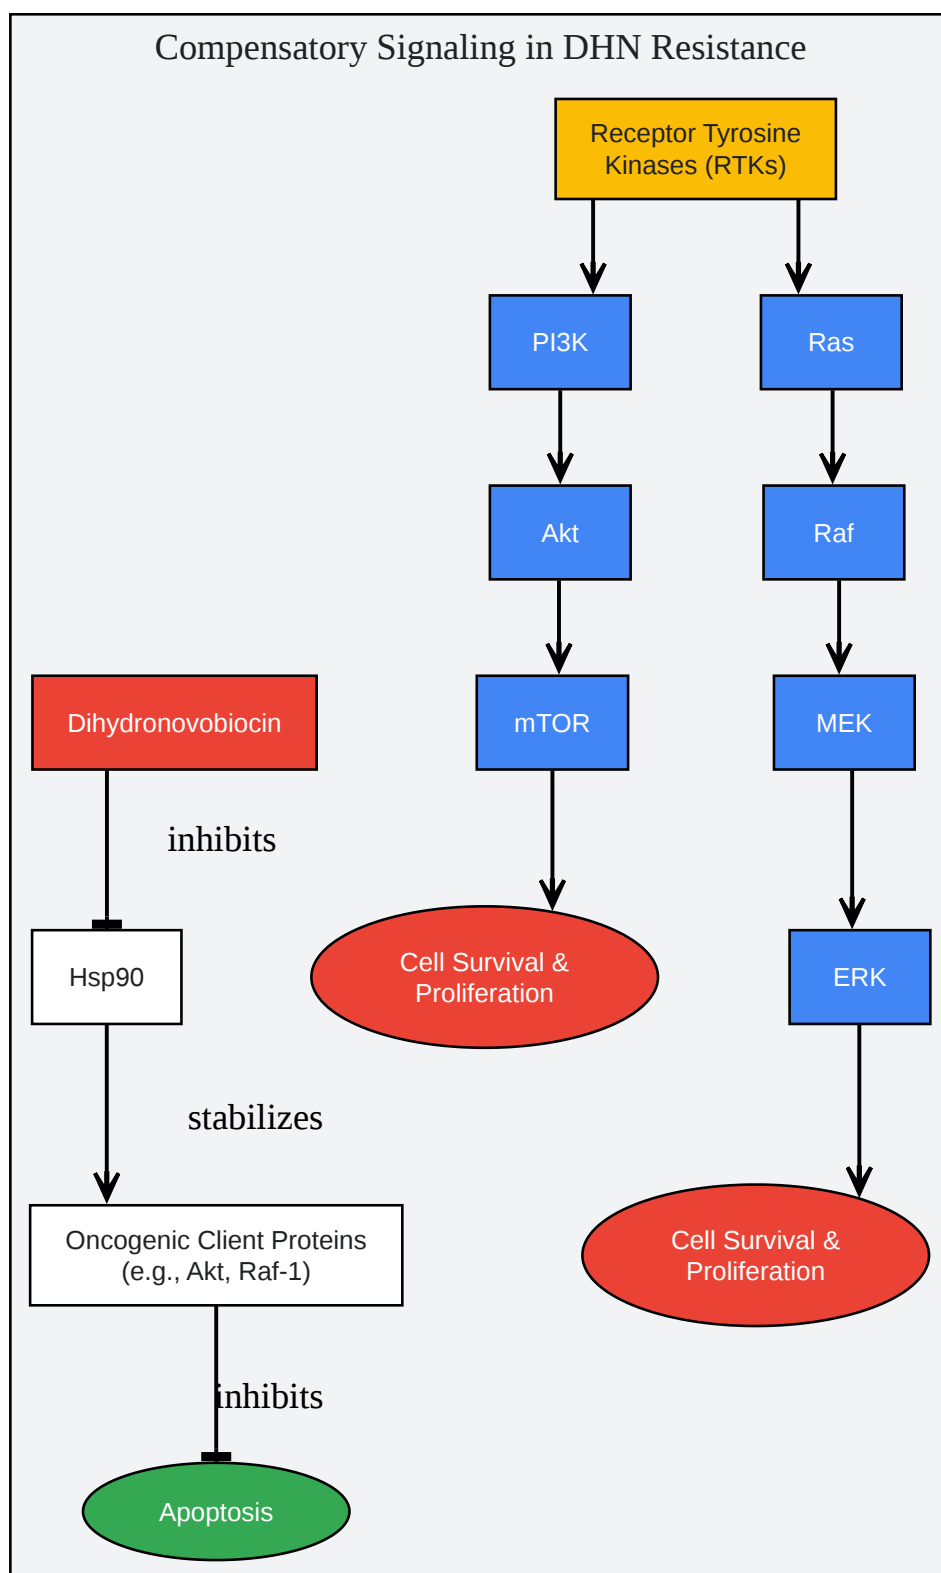 Compensatory Signaling in DHN Resistance
Receptor Tyrosine
Kinases (RTKs)
PI3K
Ras
Akt
Raf
Dihydronovobiocin
mTOR
MEK
inhibits
Hsp90
Cell Survival &
Proliferation
ERK
stabilizes
Oncogenic Client Proteins
(e.g., Akt, Raf-1)
Cell Survival &
Proliferation
inhibits
Apoptosis